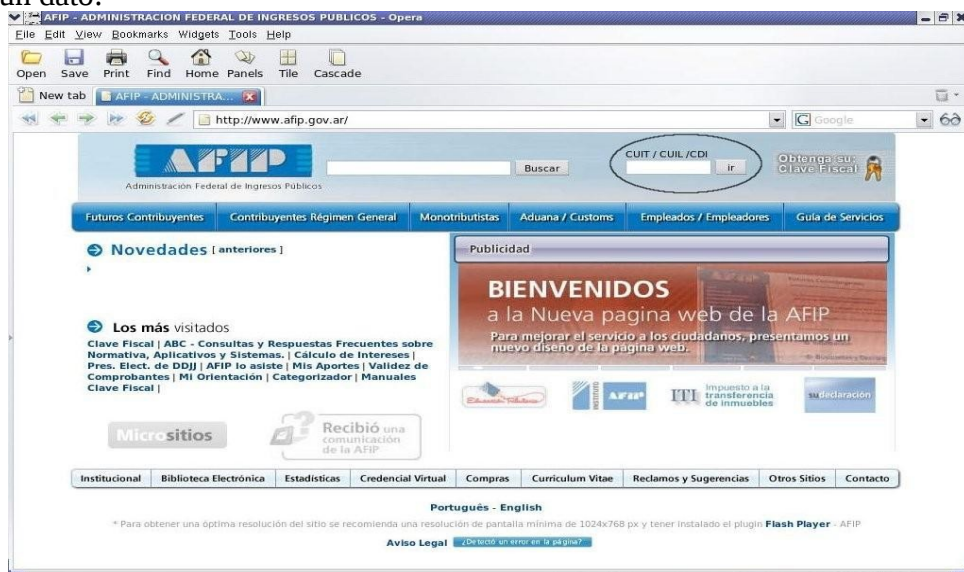 un dato.
AFIP - ADMINISTRACION FEDERAL DE INGRESOS PUBLICOS - Opera
File Edit View Bookmarks Widgets Tools Help
Open Save Print Find Home Panels Tile Cascade
New tab AFIP - ADMINISTRA...
http://www.afip.gov.ar/ Google
AFIP
Administración Federal de Ingresos Públicos
Buscar
CUIT / CUIL /CDI
ir
Obtenga su:
Clave Fiscal
Futuros Contribuyentes Contribuyentes Régimen General Monotributistas Aduana / Customs Empleados / Empleadores Guía de Servicios
Novedades [ anteriores ]
Los más visitados
Clave Fiscal | ABC - Consultas y Respuestas Frecuentes sobre
Normativa, Aplicativos y Sistemas. | Cálculo de Intereses |
Pres. Elect. de DDJJ | AFIP lo asiste | Mis Aportes | Validez de
Comprobantes | Mi Orientación | Categorizador | Manuales
Clave Fiscal |
Micrositios
Recibió una
comunicación
de la AFIP
Publicidad
BIENVENIDOS
a la Nueva pagina web de la AFIP
Para mejorar el servicio a los ciudadanos, presentamos un
nuevo diseño de la página web.
INSTITUTO AFIP
ITI impuesto a la
transferencia
de inmuebles
su declaración
Institucional Biblioteca Electrónica Estadísticas Credencial Virtual Compras Curriculum Vitae Reclamos y Sugerencias Otros Sitios Contacto
Português - English
* Para obtener una óptima resolución del sitio se recomienda una resolución de pantalla mínima de 1024x768 px y tener instalado el plugin Flash Player - AFIP
Aviso Legal ¿Detectó un error en la página?